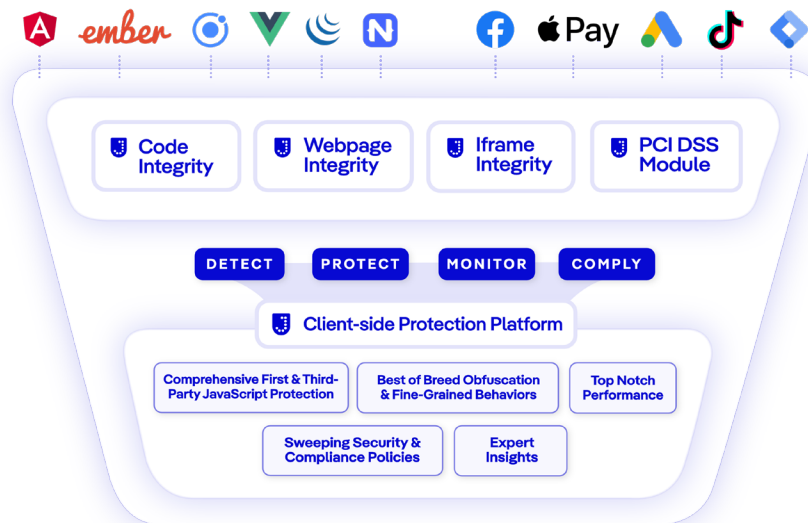 ember
Pay
Code
Integrity
Webpage
Integrity
Iframe
Integrity
PCI DSS
Module
DETECT
PROTECT
MONITOR
COMPLY
Client-side Protection Platform
Comprehensive First & Third-
Party JavaScript Protection
Best of Breed Obfuscation
& Fine-Grained Behaviors
Top Notch
Performance
Sweeping Security &
Compliance Policies
Expert
Insights